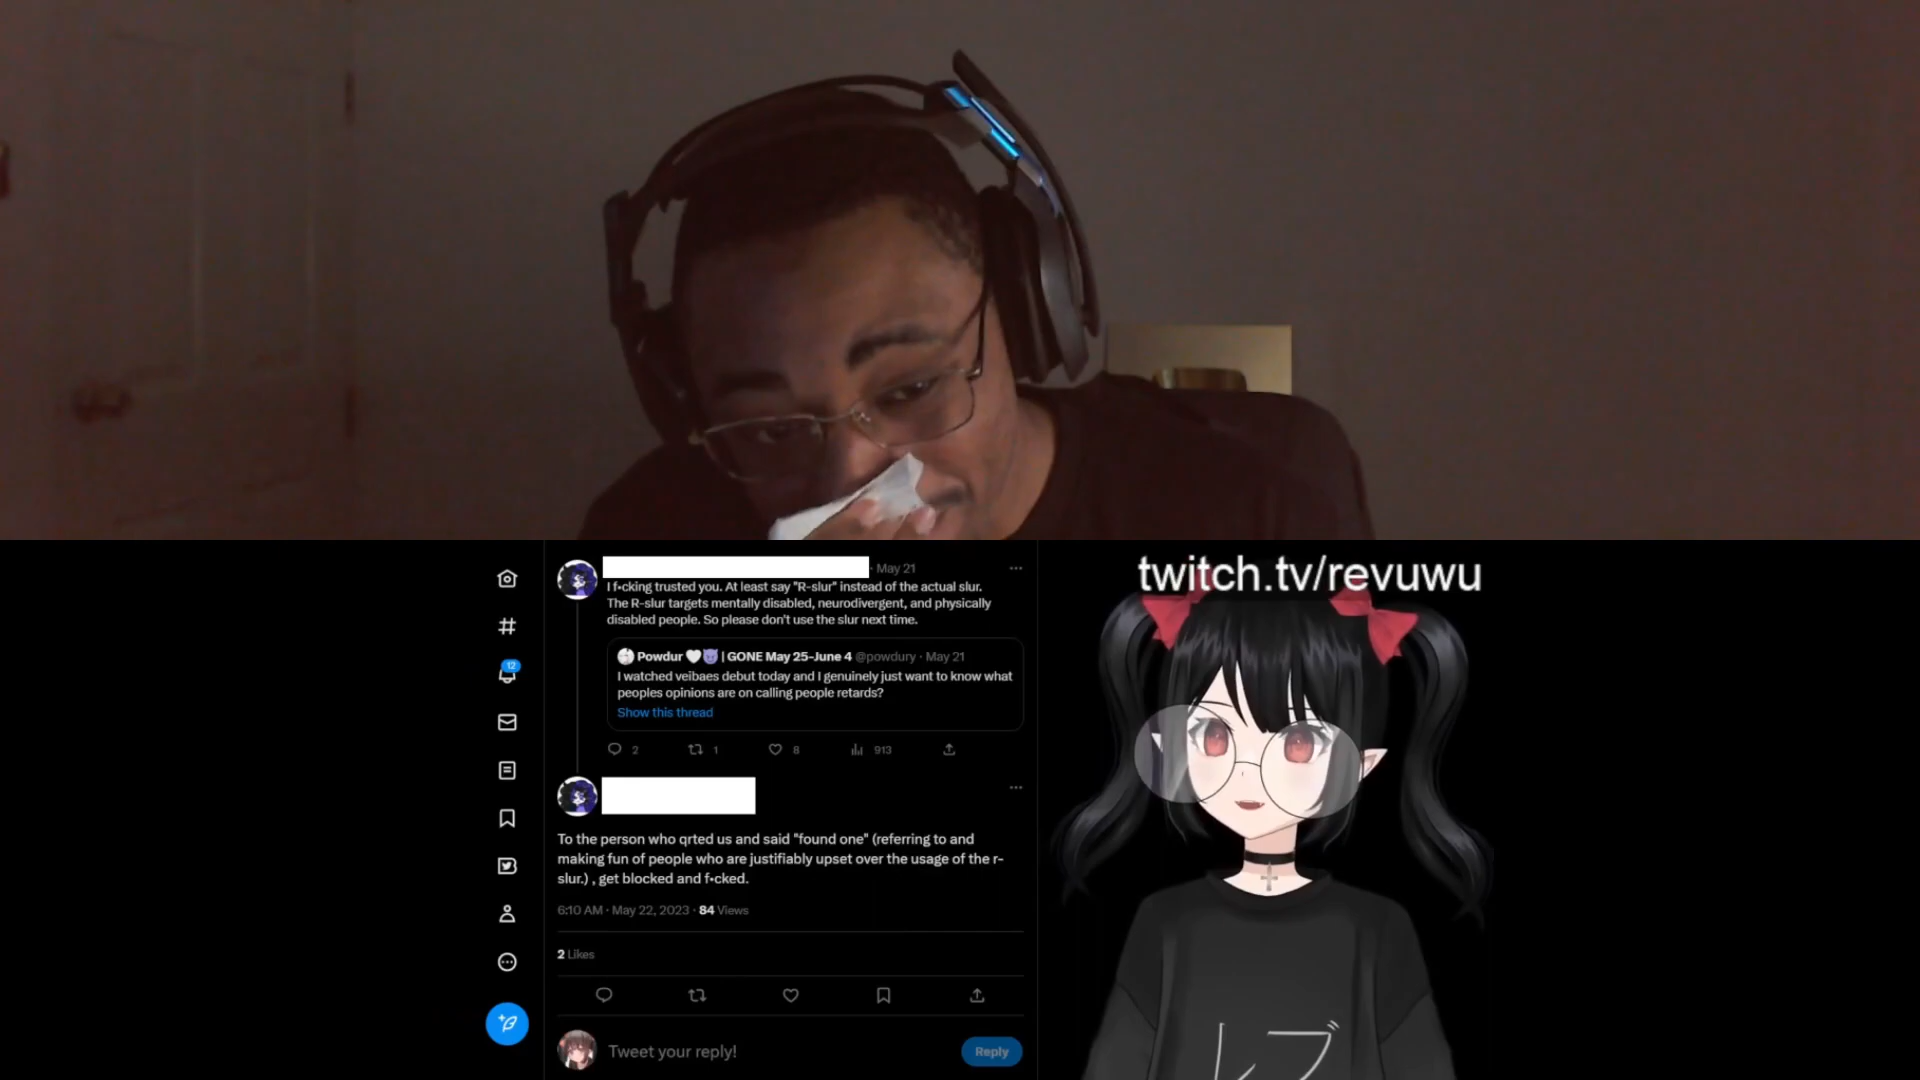 · May 21
twitch.tv/revuwu
I f•cking trusted you. At least say "R-slur" instead of the actual slur.
The R-slur targets mentally disabled, neurodivergent, and physically
disabled people. So please don't use the slur next time.
12
Powdur 🤍😈 | GONE May 25-June 4 @powdury · May 21
I watched veibaes debut today and I genuinely just want to know what
peoples opinions are on calling people retards?
Show this thread
2 1 8 913
To the person who qrted us and said "found one" (referring to and
making fun of people who are justifiably upset over the usage of the r-
slur.) , get blocked and f•cked.
6:10 AM · May 22, 2023 · 84 Views
2 Likes
Tweet your reply!
Reply
レブ